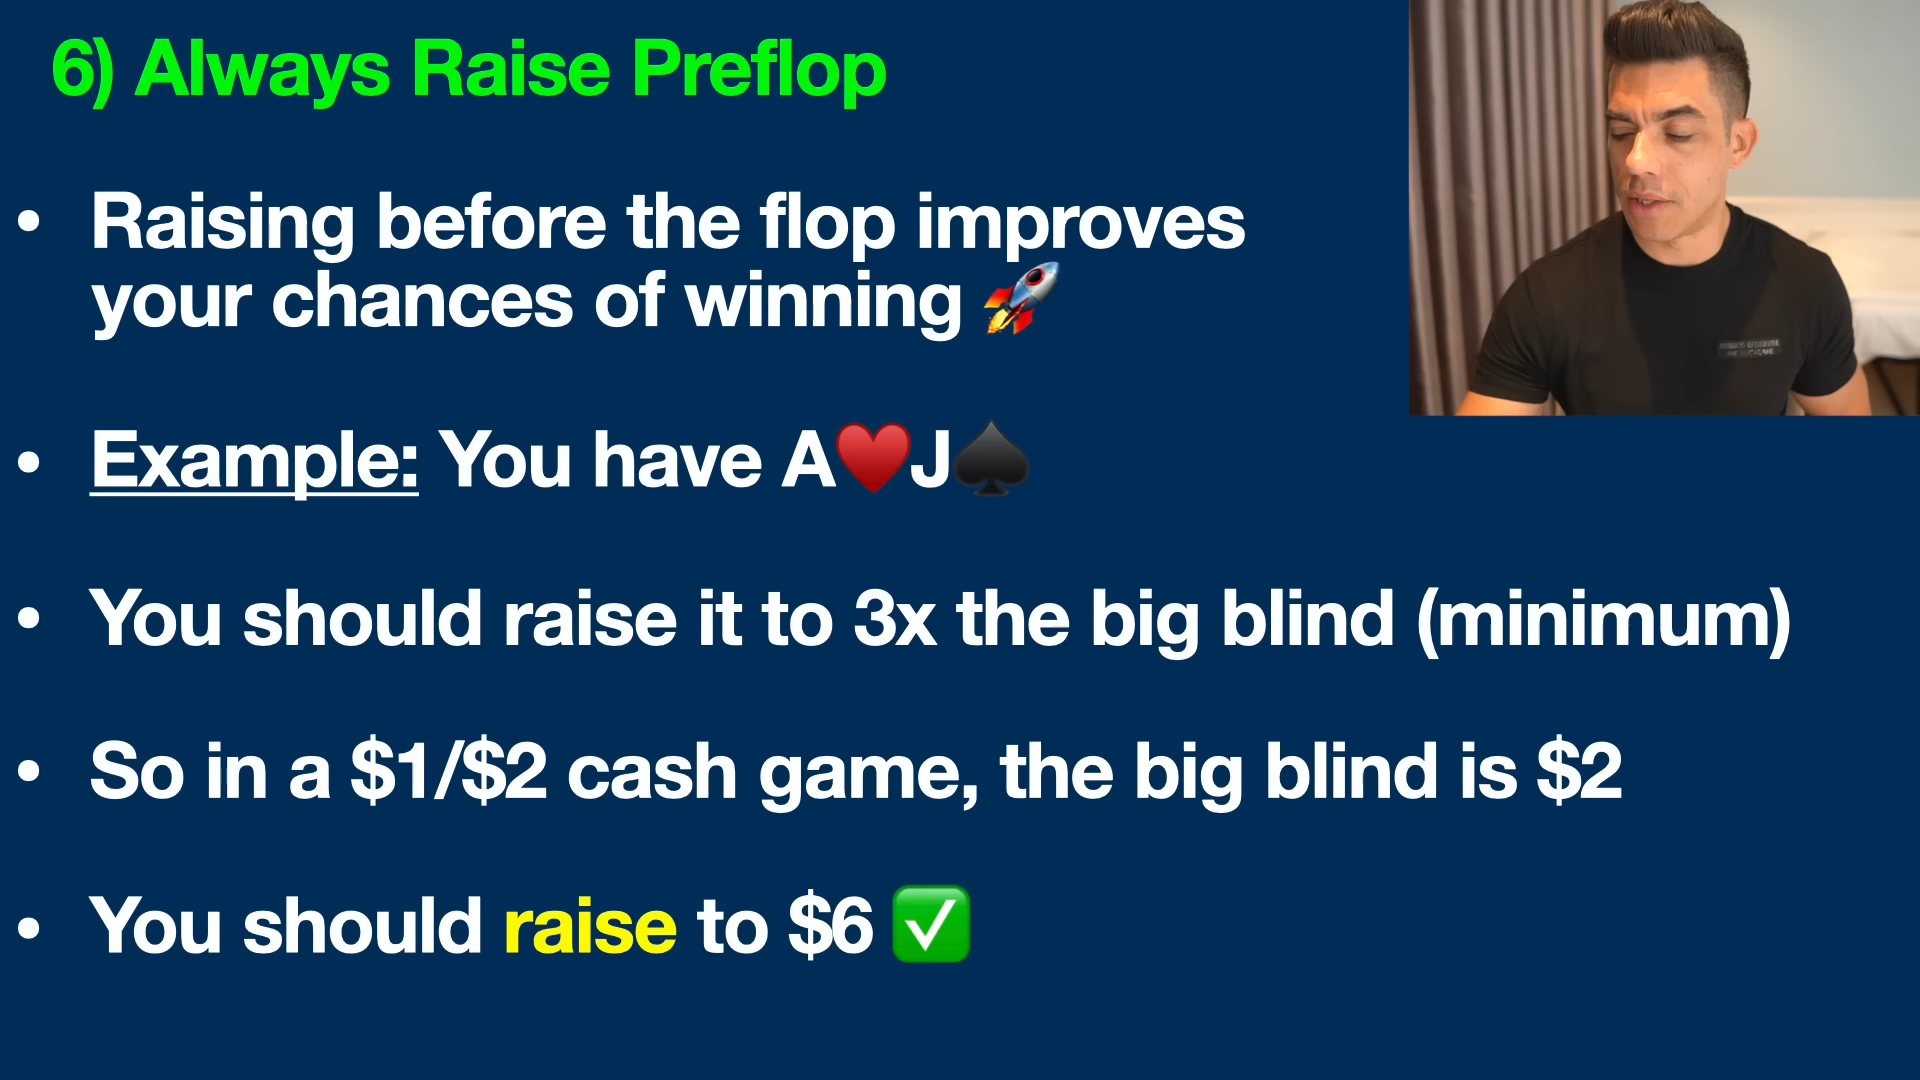 6) Always Raise Preflop
• Raising before the flop improves
your chances of winning 🚀
• Example: You have A♥️J♠️
• You should raise it to 3x the big blind (minimum)
• So in a $1/$2 cash game, the big blind is $2
• You should raise to $6 ✅